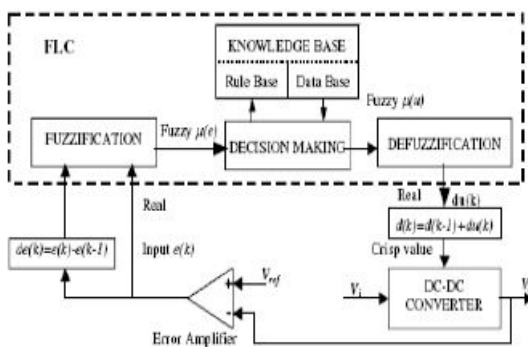 FLC
KNOWLEDGE BASE
Rule Base
Data Base
Fuzzy μ(e)
Fuzzy μ(u)
FUZZIFICATION
DECISION MAKING
DEFUZZIFICATION
Real
Real
du(k)
d(k)=d(k-1)+du(k)
de(k)=e(k)-e(k-1)
Input e(k)
Crisp value
Vref
+
-
Vi
DC-DC
CONVERTER
Error Amplifier